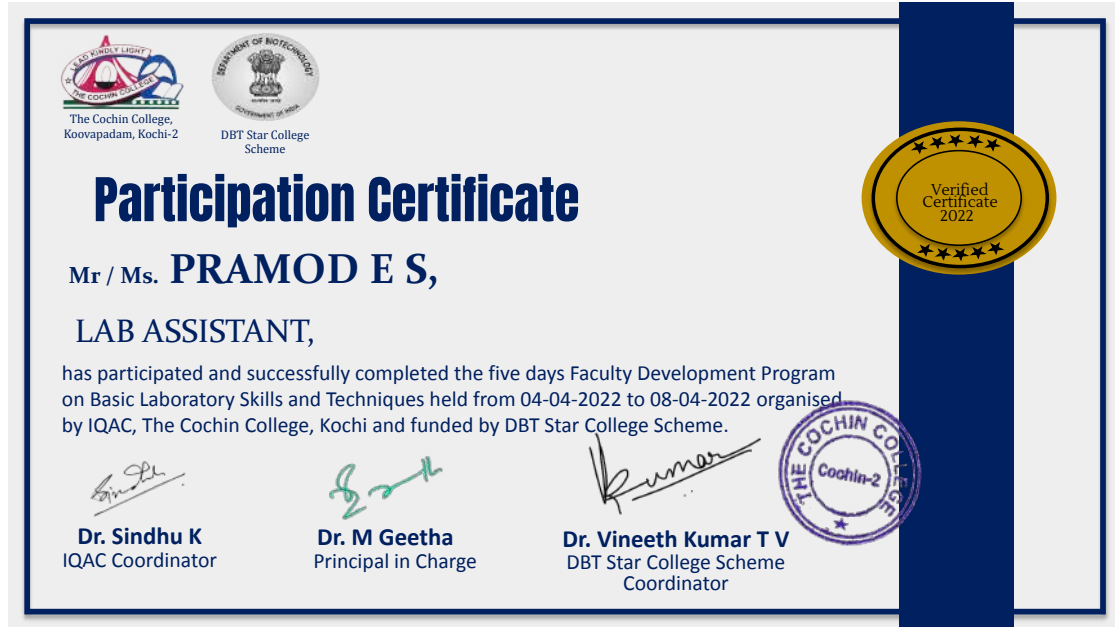 LEAD KINDLY LIGHT
THE COCHIN COLLEGE
The Cochin College,
Koovapadam, Kochi-2
DEPARTMENT OF BIOTECHNOLOGY
GOVERNMENT OF INDIA
DBT Star College
Scheme
Participation Certificate
Verified
Certificate
2022
Mr / Ms. PRAMOD E S,
LAB ASSISTANT,
has participated and successfully completed the five days Faculty Development Program
on Basic Laboratory Skills and Techniques held from 04-04-2022 to 08-04-2022 organised
by IQAC, The Cochin College, Kochi and funded by DBT Star College Scheme.
THE COCHIN COLLEGE
Cochin-2
Sindhu
Kumar
Dr. Sindhu K
IQAC Coordinator
Dr. M Geetha
Principal in Charge
Dr. Vineeth Kumar T V
DBT Star College Scheme
Coordinator